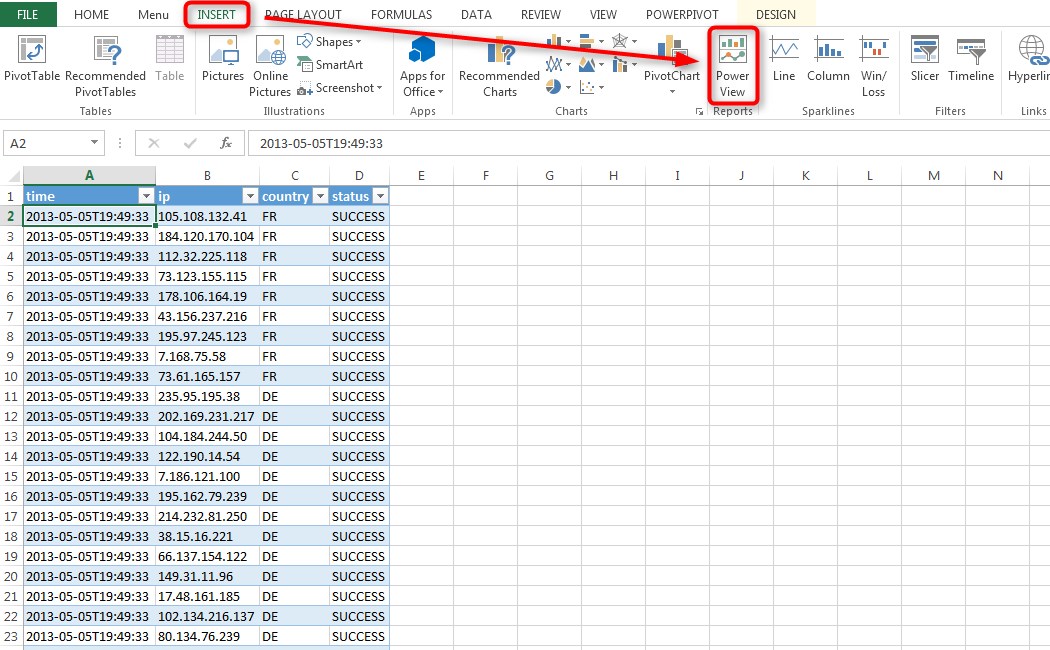 FILE HOME Menu INSERT PAGE LAYOUT FORMULAS DATA REVIEW VIEW POWERPIVOT DESIGN
PivotTable Recommended PivotTables Table
Tables
Pictures Online Pictures Shapes SmartArt Screenshot
Illustrations
Apps for Office
Apps
Recommended Charts PivotChart
Charts
Power View
Reports
Line Column Win/ Loss
Sparklines
Slicer Timeline
Filters
Hyperlin
Links
A2 fx 2013-05-05T19:49:33
A B C D E F G H I J K L M N
1 time ip country status
2 2013-05-05T19:49:33 105.108.132.41 FR SUCCESS
3 2013-05-05T19:49:33 184.120.170.104 FR SUCCESS
4 2013-05-05T19:49:33 112.32.225.118 FR SUCCESS
5 2013-05-05T19:49:33 73.123.155.115 FR SUCCESS
6 2013-05-05T19:49:33 178.106.164.19 FR SUCCESS
7 2013-05-05T19:49:33 43.156.237.216 FR SUCCESS
8 2013-05-05T19:49:33 195.97.245.123 FR SUCCESS
9 2013-05-05T19:49:33 7.168.75.58 FR SUCCESS
10 2013-05-05T19:49:33 73.61.165.157 FR SUCCESS
11 2013-05-05T19:49:33 235.95.195.38 DE SUCCESS
12 2013-05-05T19:49:33 202.169.231.217 DE SUCCESS
13 2013-05-05T19:49:33 104.184.244.50 DE SUCCESS
14 2013-05-05T19:49:33 122.190.14.54 DE SUCCESS
15 2013-05-05T19:49:33 7.186.121.100 DE SUCCESS
16 2013-05-05T19:49:33 195.162.79.239 DE SUCCESS
17 2013-05-05T19:49:33 214.232.81.250 DE SUCCESS
18 2013-05-05T19:49:33 38.15.16.221 DE SUCCESS
19 2013-05-05T19:49:33 66.137.154.122 DE SUCCESS
20 2013-05-05T19:49:33 149.31.11.96 DE SUCCESS
21 2013-05-05T19:49:33 17.48.161.185 DE SUCCESS
22 2013-05-05T19:49:33 102.134.216.137 DE SUCCESS
23 2013-05-05T19:49:33 80.134.76.239 DE SUCCESS